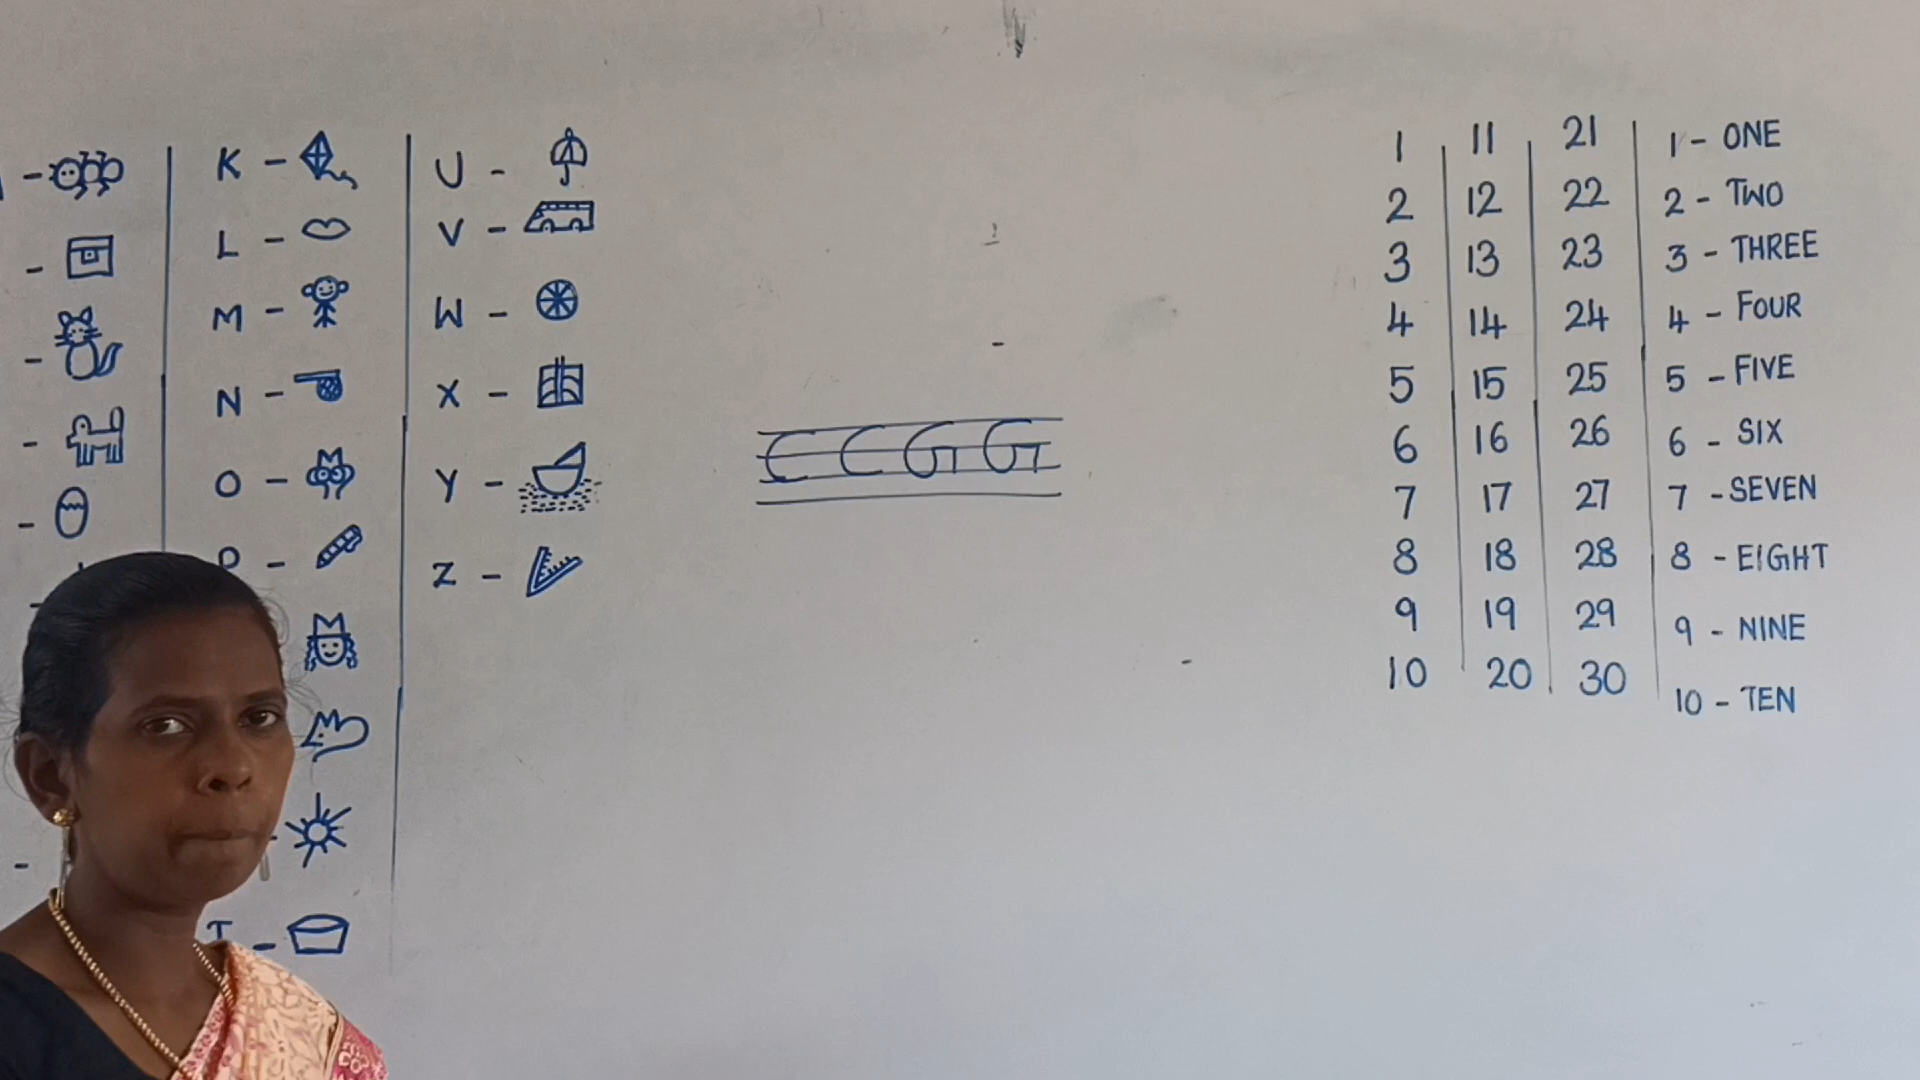 K -
L -
M -
N -
O -
P -
T -
U -
V -
W -
X -
Y -
Z -
C C G G
1 11 21 1 - ONE
2 12 22 2 - TWO
3 13 23 3 - THREE
4 14 24 4 - FOUR
5 15 25 5 - FIVE
6 16 26 6 - SIX
7 17 27 7 - SEVEN
8 18 28 8 - EIGHT
9 19 29 9 - NINE
10 20 30 10 - TEN